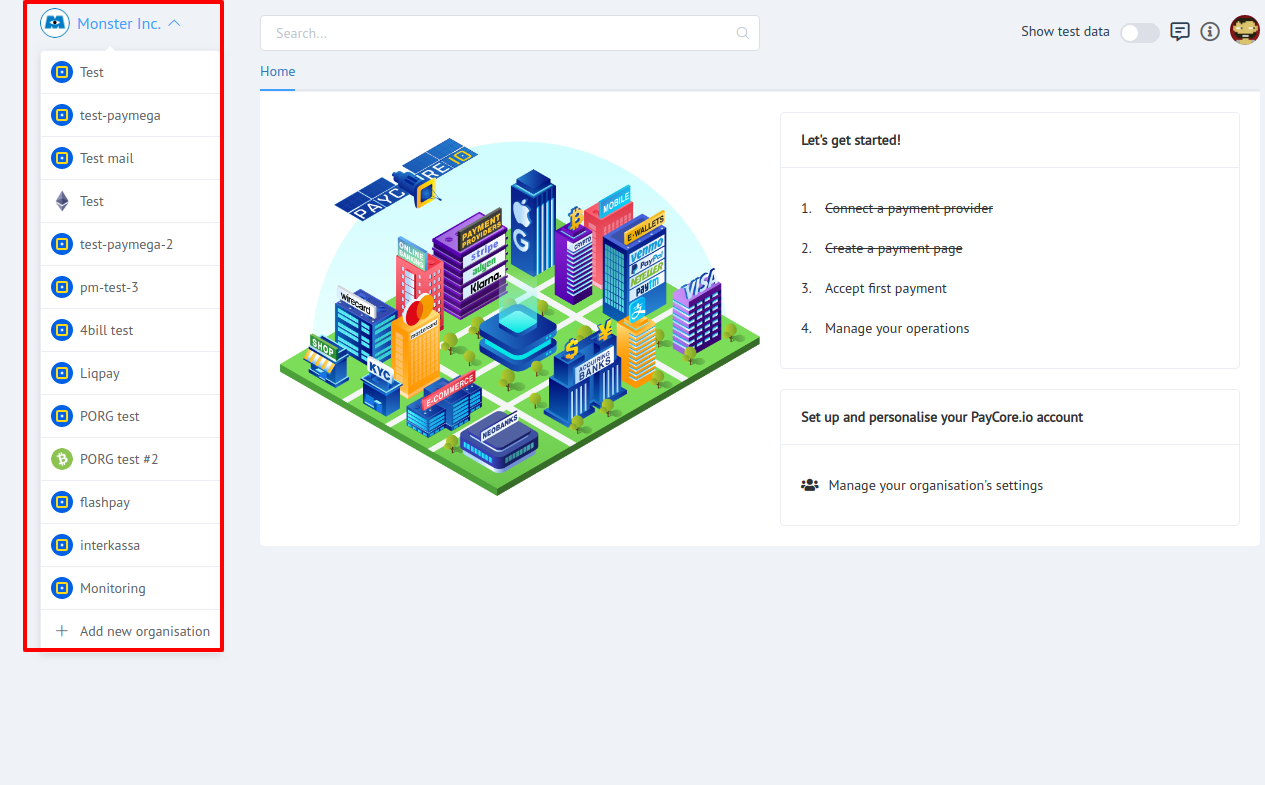 Monster Inc.
Test
test-paymega
Test mail
Test
test-paymega-2
pm-test-3
4bill test
Liqpay
PORG test
PORG test #2
flashpay
interkassa
Monitoring
Add new organisation
Search...
Show test data
Home
PAYCORE IO
PAYMENT
PROVIDERS
stripe
Klarna.
ONLINE
BANKING
G
MOBILE
CRYPTO
E-WALLETS
venmo
PayPal
NETELLER
paytm
VISA
wirecard
mastercard
SHOP
KYC
E-COMMERCE
$
¥
ACQUIRING
BANKS
NEOBANKS
Let's get started!
1. Connect a payment provider
2. Create a payment page
3. Accept first payment
4. Manage your operations
Set up and personalise your PayCore.io account
Manage your organisation's settings